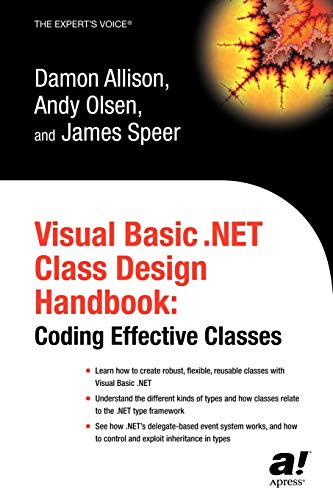 THE EXPERT'S VOICE®
Damon Allison,
Andy Olsen,
and James Speer
Visual Basic .NET
Class Design
Handbook:
Coding Effective Classes
• Learn how to create robust, flexible, reusable classes with
Visual Basic .NET
• Understand the different kinds of types and how classes
relate to the .NET type framework
• See how .NET's delegate-based event system works, and how
to control and exploit inheritance in types
a!
Apress®